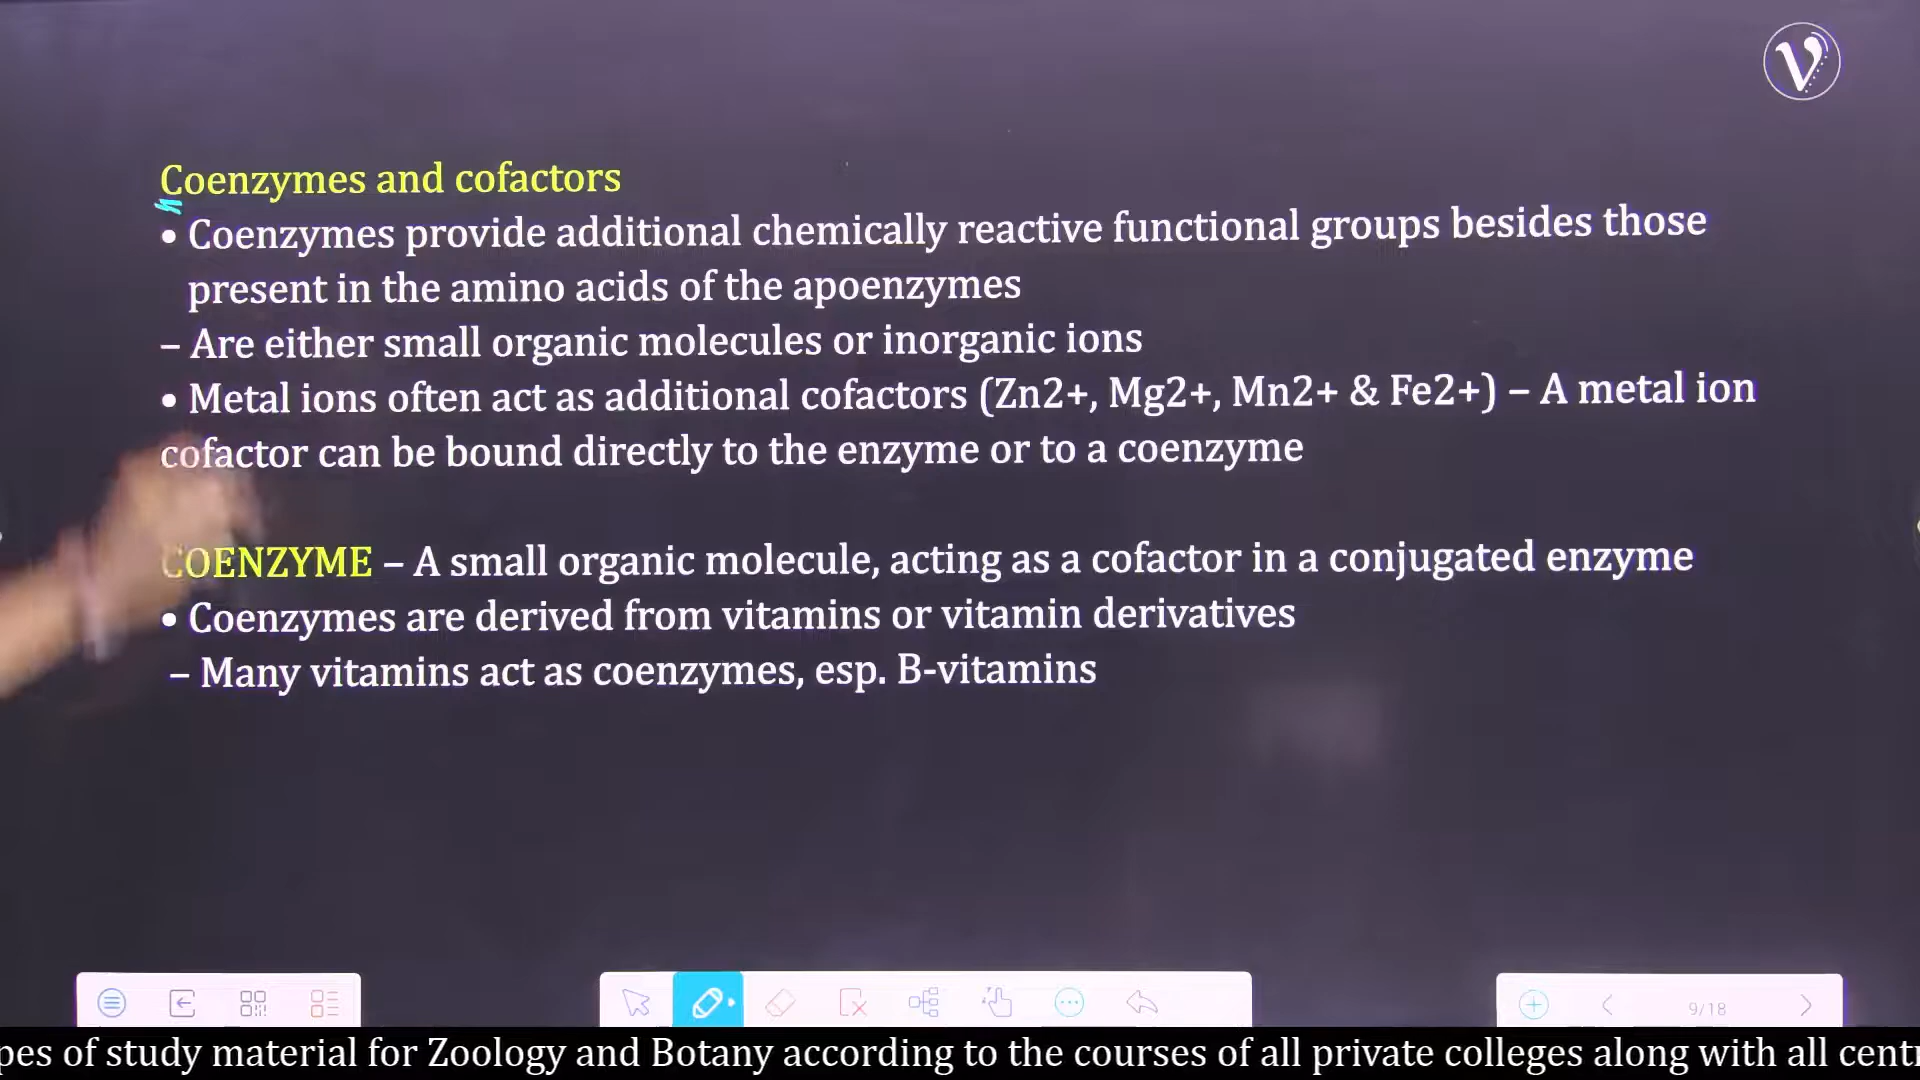 Coenzymes and cofactors
• Coenzymes provide additional chemically reactive functional groups besides those
present in the amino acids of the apoenzymes
– Are either small organic molecules or inorganic ions
• Metal ions often act as additional cofactors (Zn2+, Mg2+, Mn2+ & Fe2+) – A metal ion
cofactor can be bound directly to the enzyme or to a coenzyme
COENZYME – A small organic molecule, acting as a cofactor in a conjugated enzyme
• Coenzymes are derived from vitamins or vitamin derivatives
– Many vitamins act as coenzymes, esp. B-vitamins
9/18
pes of study material for Zoology and Botany according to the courses of all private colleges along with all centr